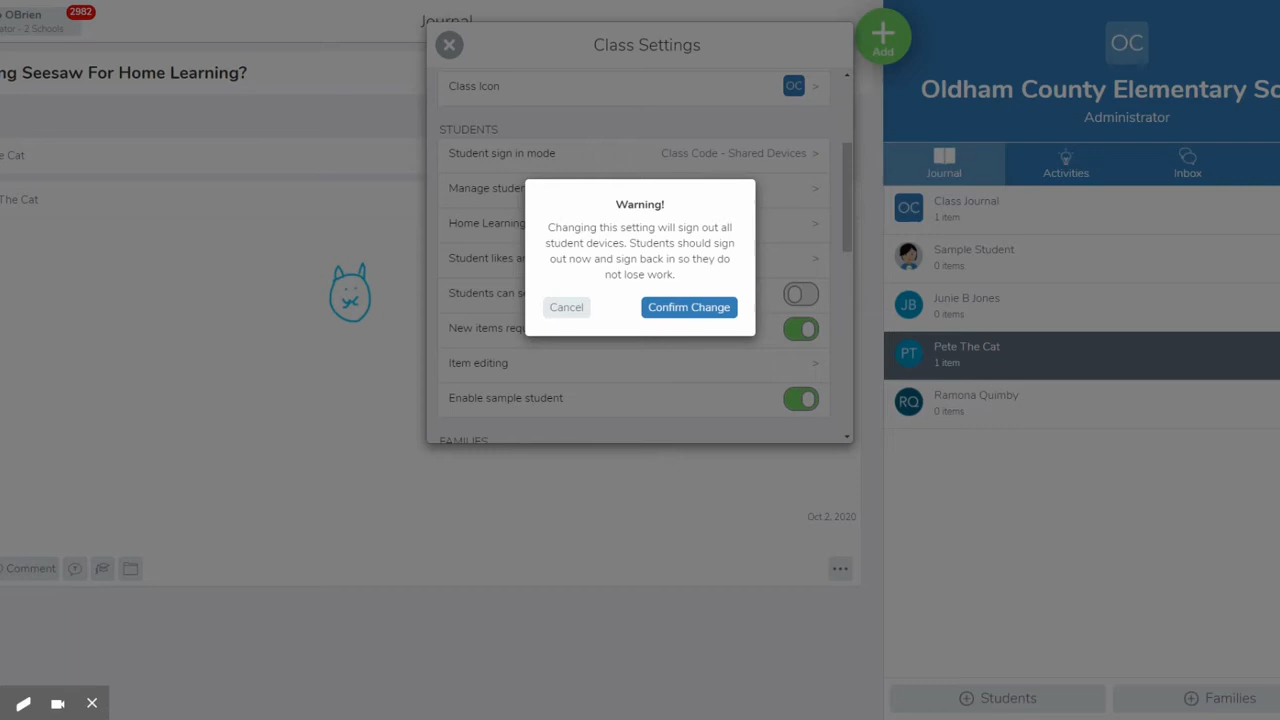 OBrien
2982
ator - 2 Schools
Journal
ng Seesaw For Home Learning?
e Cat
The Cat
Oct 2, 2020
Comment
Class Settings
Class Icon
OC >
STUDENTS
Student sign in mode
Class Code - Shared Devices >
Manage studen
>
Home Learning
>
Student likes an
>
Students can se
New items requ
Item editing
>
Enable sample student
FAMILIES
Warning!
Changing this setting will sign out all
student devices. Students should sign
out now and sign back in so they do
not lose work.
Cancel
Confirm Change
Add
OC
Oldham County Elementary Sc
Administrator
Journal
Activities
Inbox
OC
Class Journal
1 item
Sample Student
0 items
JB
Junie B Jones
0 items
PT
Pete The Cat
1 item
RQ
Ramona Quimby
0 items
Students
Families